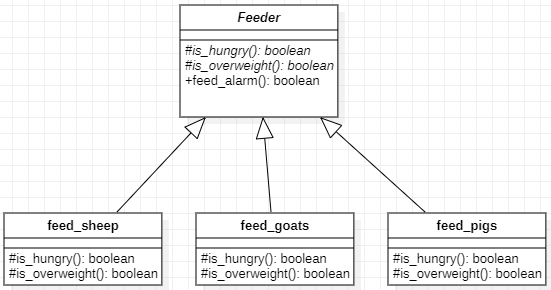 Feeder
#is_hungry(): boolean
#is_overweight(): boolean
+feed_alarm(): boolean
feed_sheep
#is_hungry(): boolean
#is_overweight(): boolean
feed_goats
#is_hungry(): boolean
#is_overweight(): boolean
feed_pigs
#is_hungry(): boolean
#is_overweight(): boolean